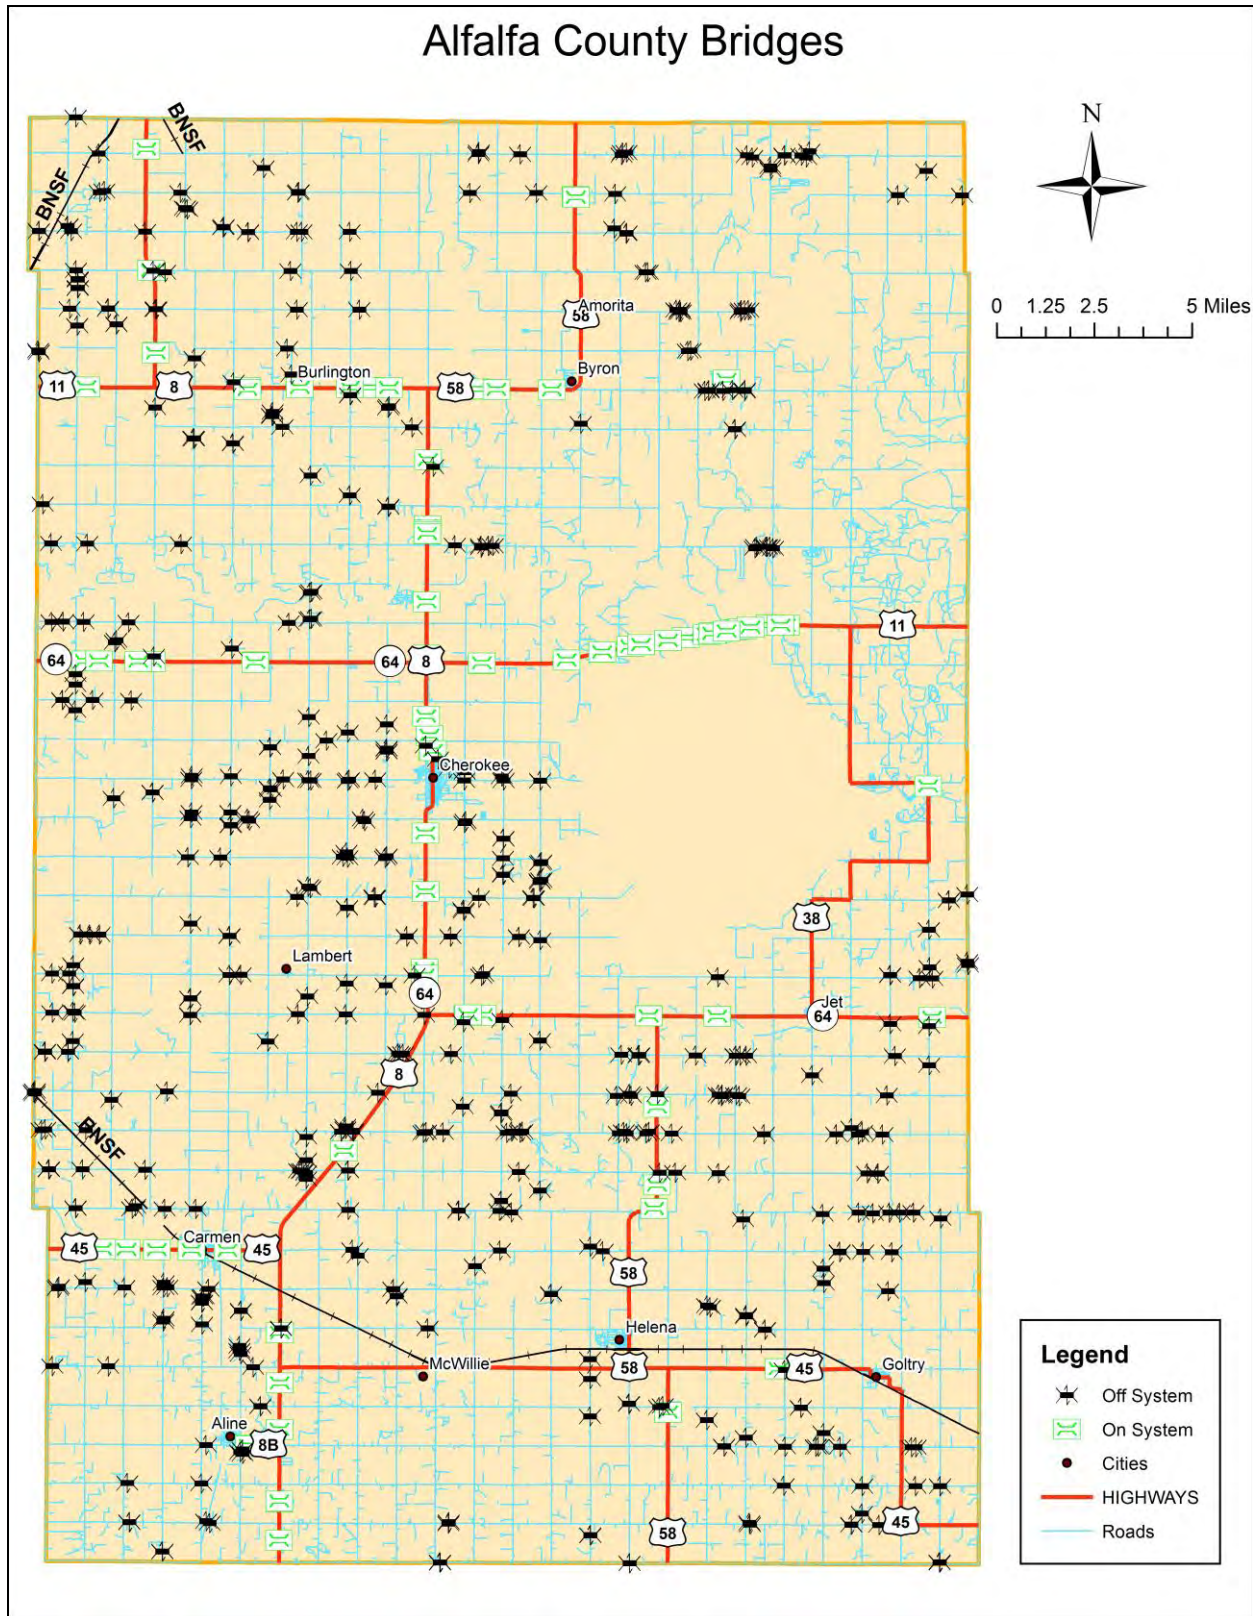 Alfalfa County Bridges
BNSF
BNSF
N
0 1.25 2.5 5 Miles
Amorita
58
Byron
11
8
Burlington
58
11
64
64
8
Cherokee
38
Lambert
64
Jet
64
8
BNSF
45
Carmen
45
58
Helena
McWillie
58
45
Goltry
Aline
8B
58
45
Legend
Off System
On System
Cities
HIGHWAYS
Roads